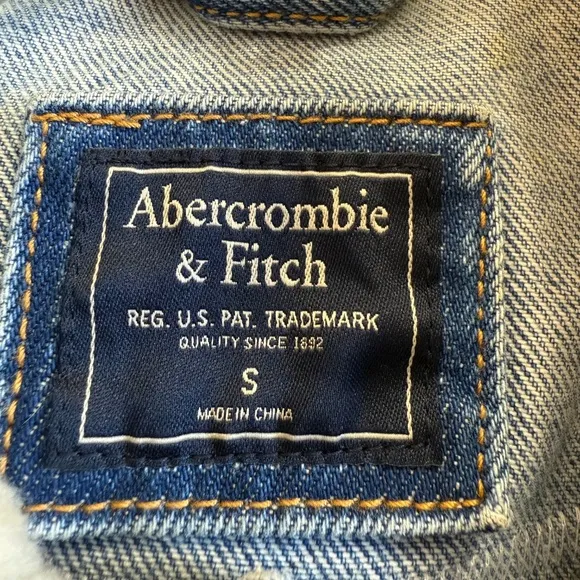 Abercrombie
& Fitch
REG. U.S. PAT. TRADEMARK
QUALITY SINCE 1892
S
MADE IN CHINA